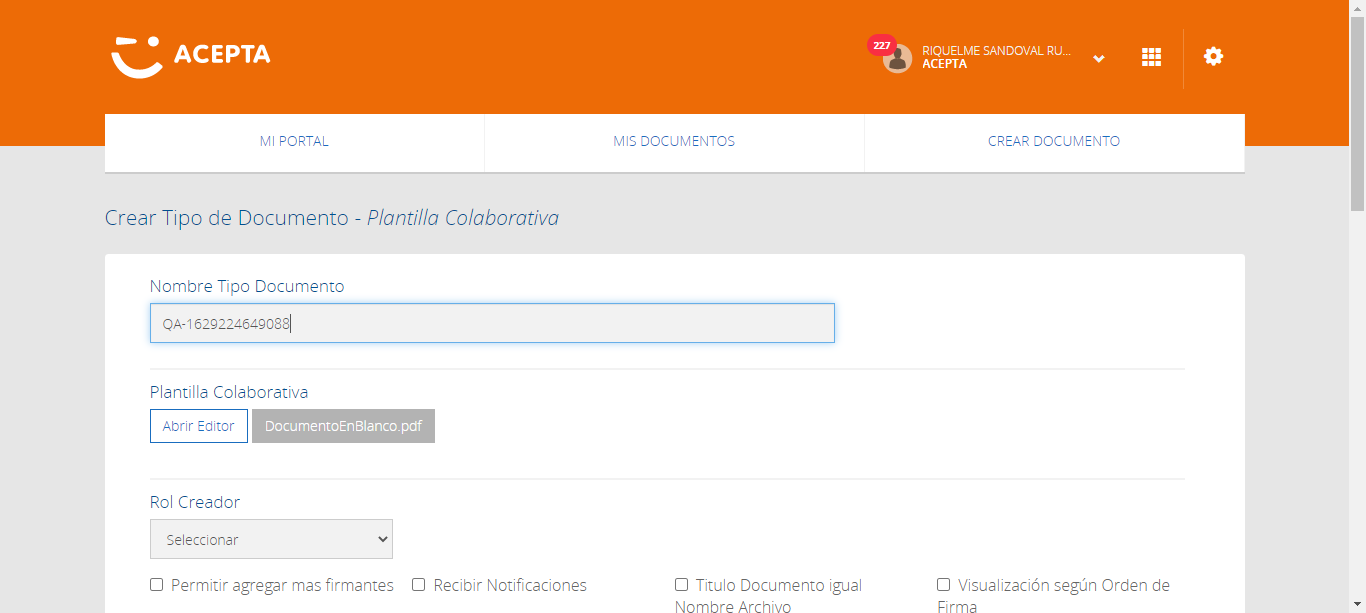 ACEPTA
227
RIQUELME SANDOVAL RU...
ACEPTA
MI PORTAL
MIS DOCUMENTOS
CREAR DOCUMENTO
Crear Tipo de Documento - Plantilla Colaborativa
Nombre Tipo Documento
QA-1629224649088
Plantilla Colaborativa
Abrir Editor
DocumentoEnBlanco.pdf
Rol Creador
Seleccionar
Permitir agregar mas firmantes
Recibir Notificaciones
Titulo Documento igual
Nombre Archivo
Visualización según Orden de
Firma